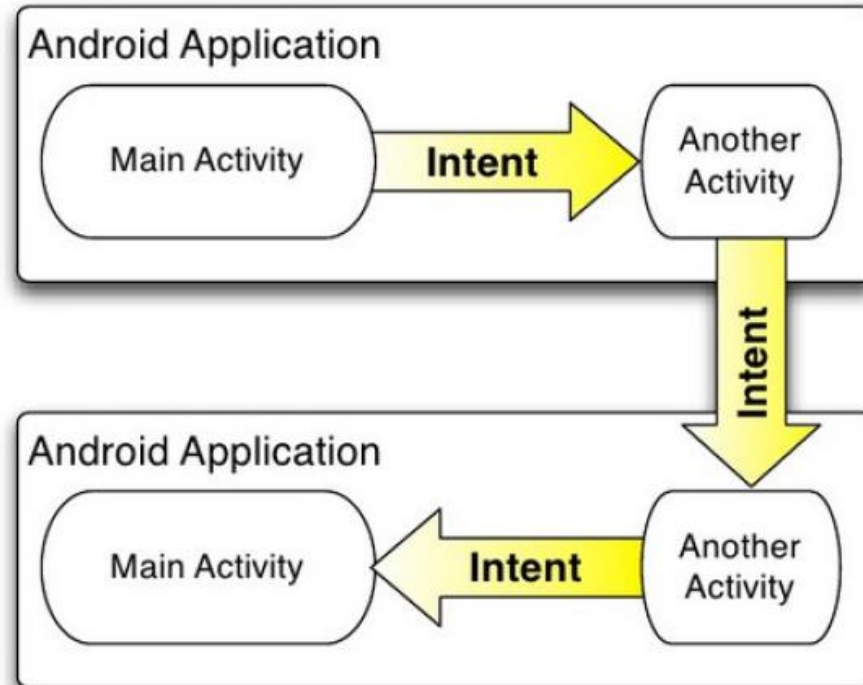 Android Application
Main Activity
Intent
Another
Activity
Intent
Android Application
Main Activity
Intent
Another
Activity